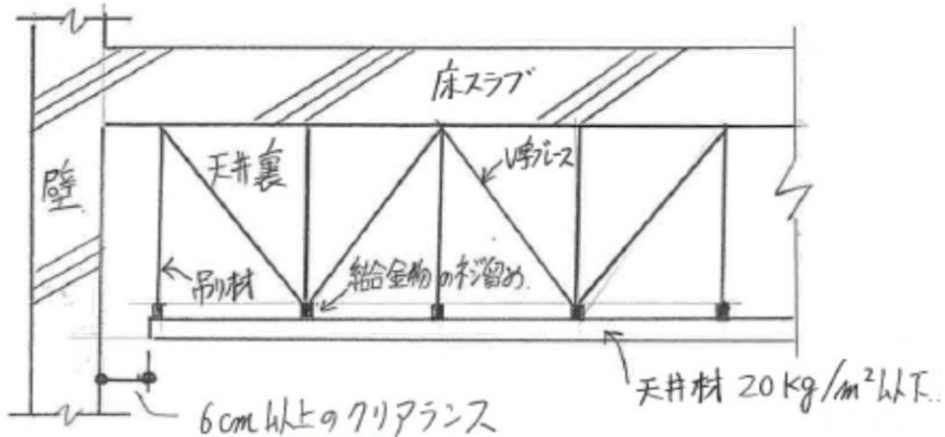 床スラブ
天井裏
V字ブレース
壁
吊り材
結合金物のネジ留め
天井材 20kg/m²以下
6cm以上のクリアランス